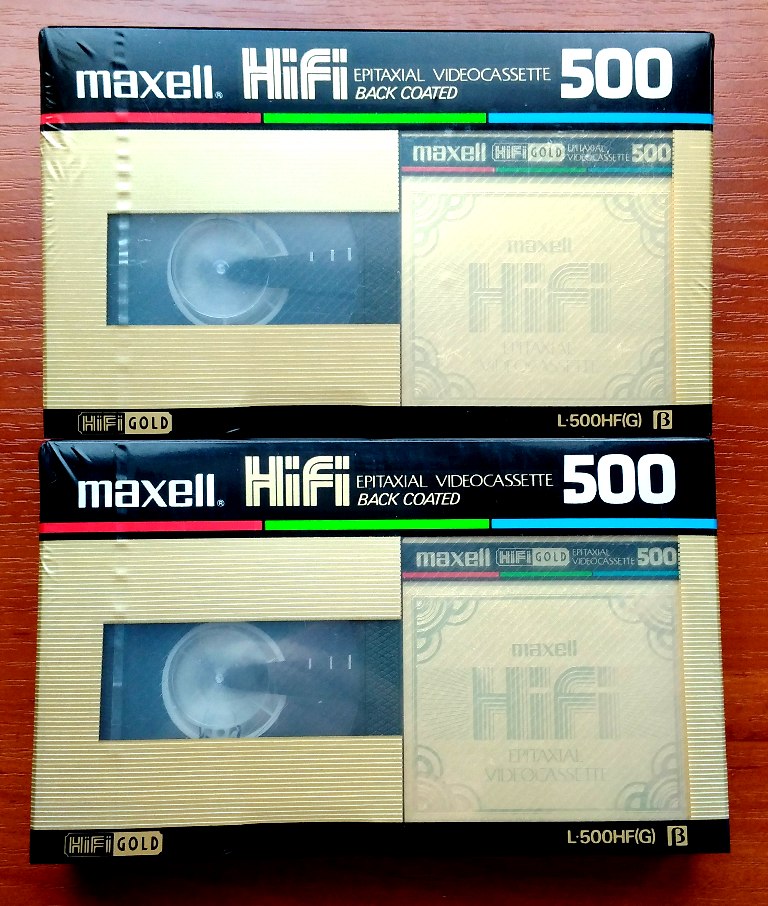 maxell® HiFi EPITAXIAL VIDEOCASSETTE 500
BACK COATED
maxell HiFi GOLD EPITAXIAL VIDEOCASSETTE 500
maxell
HiFi
EPITAXIAL
VIDEOCASSETTE
HiFi GOLD L·500HF(G) β
maxell® HiFi EPITAXIAL VIDEOCASSETTE 500
BACK COATED
maxell HiFi GOLD EPITAXIAL VIDEOCASSETTE 500
maxell
HiFi
EPITAXIAL
VIDEOCASSETTE
HiFi GOLD L·500HF(G) β